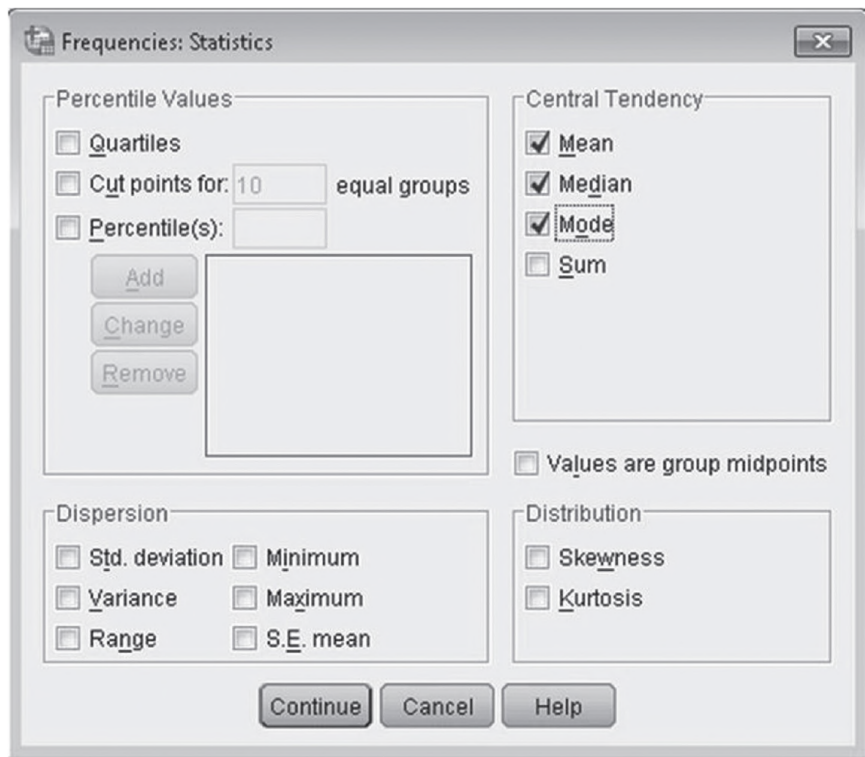 Frequencies: Statistics
Percentile Values
Quartiles
Cut points for: 10 equal groups
Percentile(s):
Add
Change
Remove
Central Tendency
Mean
Median
Mode
Sum
Values are group midpoints
Dispersion
Std. deviation Minimum
Variance Maximum
Range S.E. mean
Distribution
Skewness
Kurtosis
Continue Cancel Help